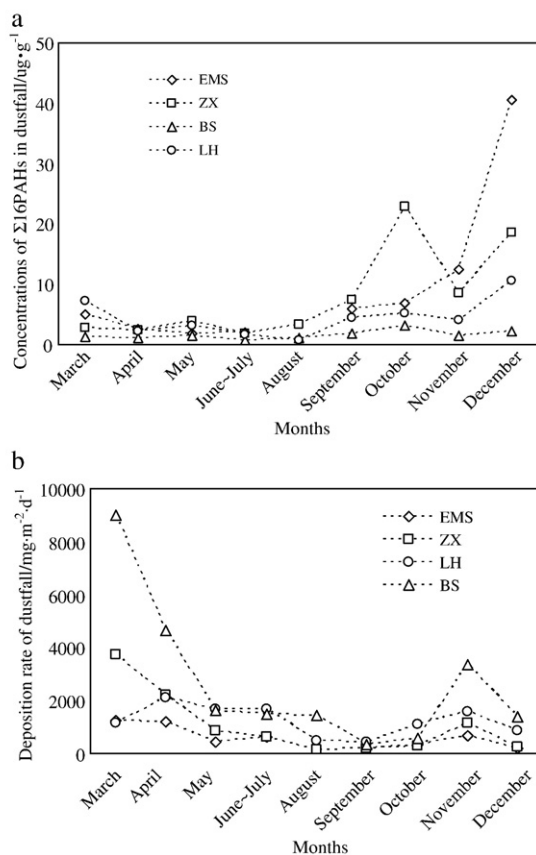 a
Concentrations of Σ16PAHs in dustfall/ug•g⁻¹
50
40
30
20
10
0
EMS
ZX
BS
LH
March
April
May
June~July
August
September
October
November
December
Months
b
Deposition rate of dustfall/mg·m⁻²·d⁻¹
10000
8000
6000
4000
2000
0
EMS
ZX
LH
BS
March
April
May
June~July
August
September
October
November
December
Months